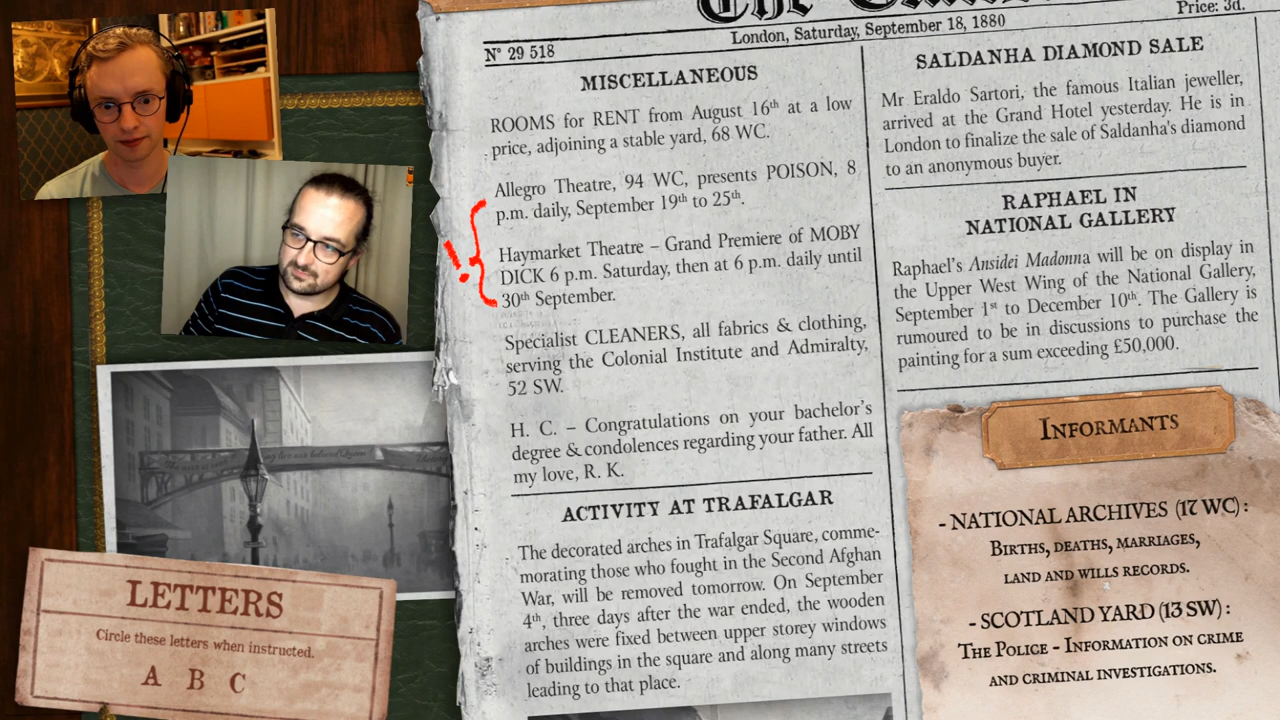 London, Saturday, September 18, 1880
Price: 3d.
Nº 29 518
MISCELLANEOUS
ROOMS for RENT from August 16th at a low
price, adjoining a stable yard, 68 WC.
Allegro Theatre, 94 WC, presents POISON, 8
p.m. daily, September 19th to 25th.
Haymarket Theatre – Grand Premiere of MOBY
DICK 6 p.m. Saturday, then at 6 p.m. daily until
30th September.
Specialist CLEANERS, all fabrics & clothing,
serving the Colonial Institute and Admiralty,
52 SW.
H. C. – Congratulations on your bachelor's
degree & condolences regarding your father. All
my love, R. K.
ACTIVITY AT TRAFALGAR
The decorated arches in Trafalgar Square, comme-
morating those who fought in the Second Afghan
War, will be removed tomorrow. On September
4th, three days after the war ended, the wooden
arches were fixed between upper storey windows
of buildings in the square and along many streets
leading to that place.
SALDANHA DIAMOND SALE
Mr Eraldo Sartori, the famous Italian jeweller,
arrived at the Grand Hotel yesterday. He is in
London to finalize the sale of Saldanha's diamond
to an anonymous buyer.
RAPHAEL IN
NATIONAL GALLERY
Raphael's Ansidei Madonna will be on display in
the Upper West Wing of the National Gallery,
September 1st to December 10th. The Gallery is
rumoured to be in discussions to purchase the
painting for a sum exceeding £50,000.
INFORMANTS
- NATIONAL ARCHIVES (17 WC):
BIRTHS, DEATHS, MARRIAGES,
LAND AND WILLS RECORDS.
- SCOTLAND YARD (13 SW):
THE POLICE - INFORMATION ON CRIME
AND CRIMINAL INVESTIGATIONS.
LETTERS
Circle these letters when instructed.
A B C
!